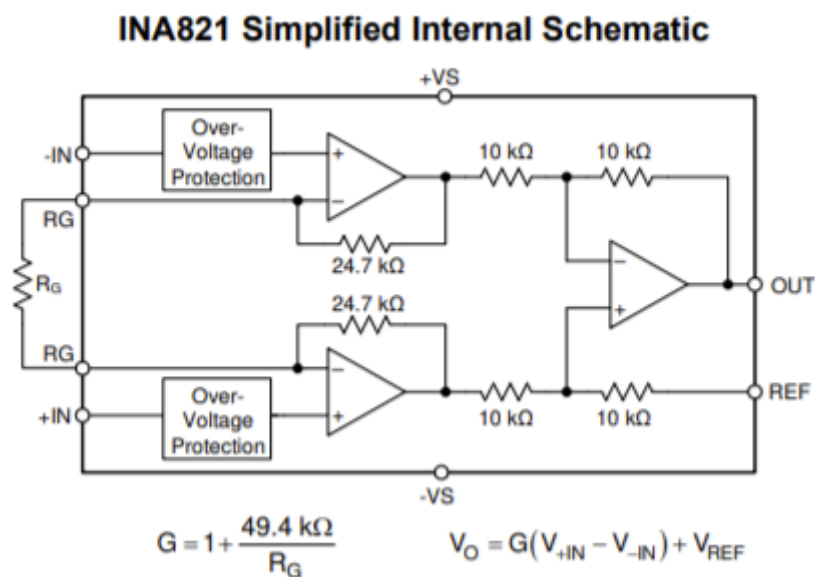 INA821 Simplified Internal Schematic
+VS
Over-
Voltage
Protection
-IN
+
−
10 kΩ
10 kΩ
RG
24.7 kΩ
RG
−
+
OUT
24.7 kΩ
RG
−
+
+IN
Over-
Voltage
Protection
10 kΩ
10 kΩ
REF
-VS
G = 1 + 49.4 kΩ / RG
VO = G(V+IN − V−IN) + VREF